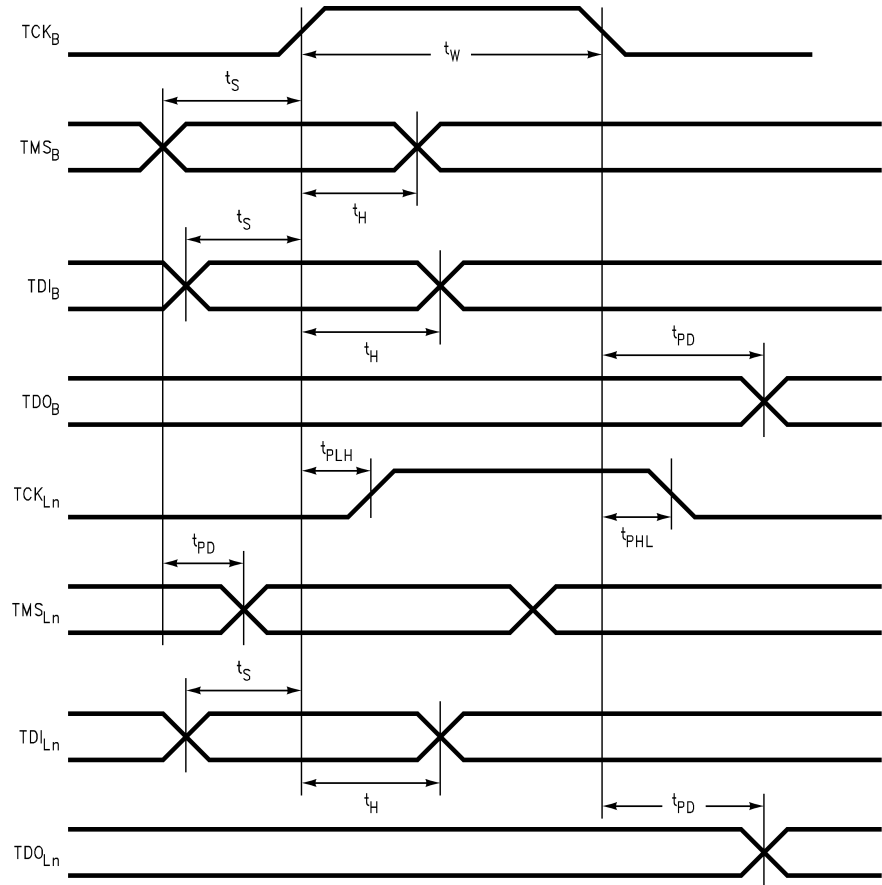 TCK_B
t_W
t_S
TMS_B
t_H
t_S
TDI_B
t_H
t_PD
TDO_B
t_PLH
TCK_Ln
t_PHL
t_PD
TMS_Ln
t_S
TDI_Ln
t_H
t_PD
TDO_Ln